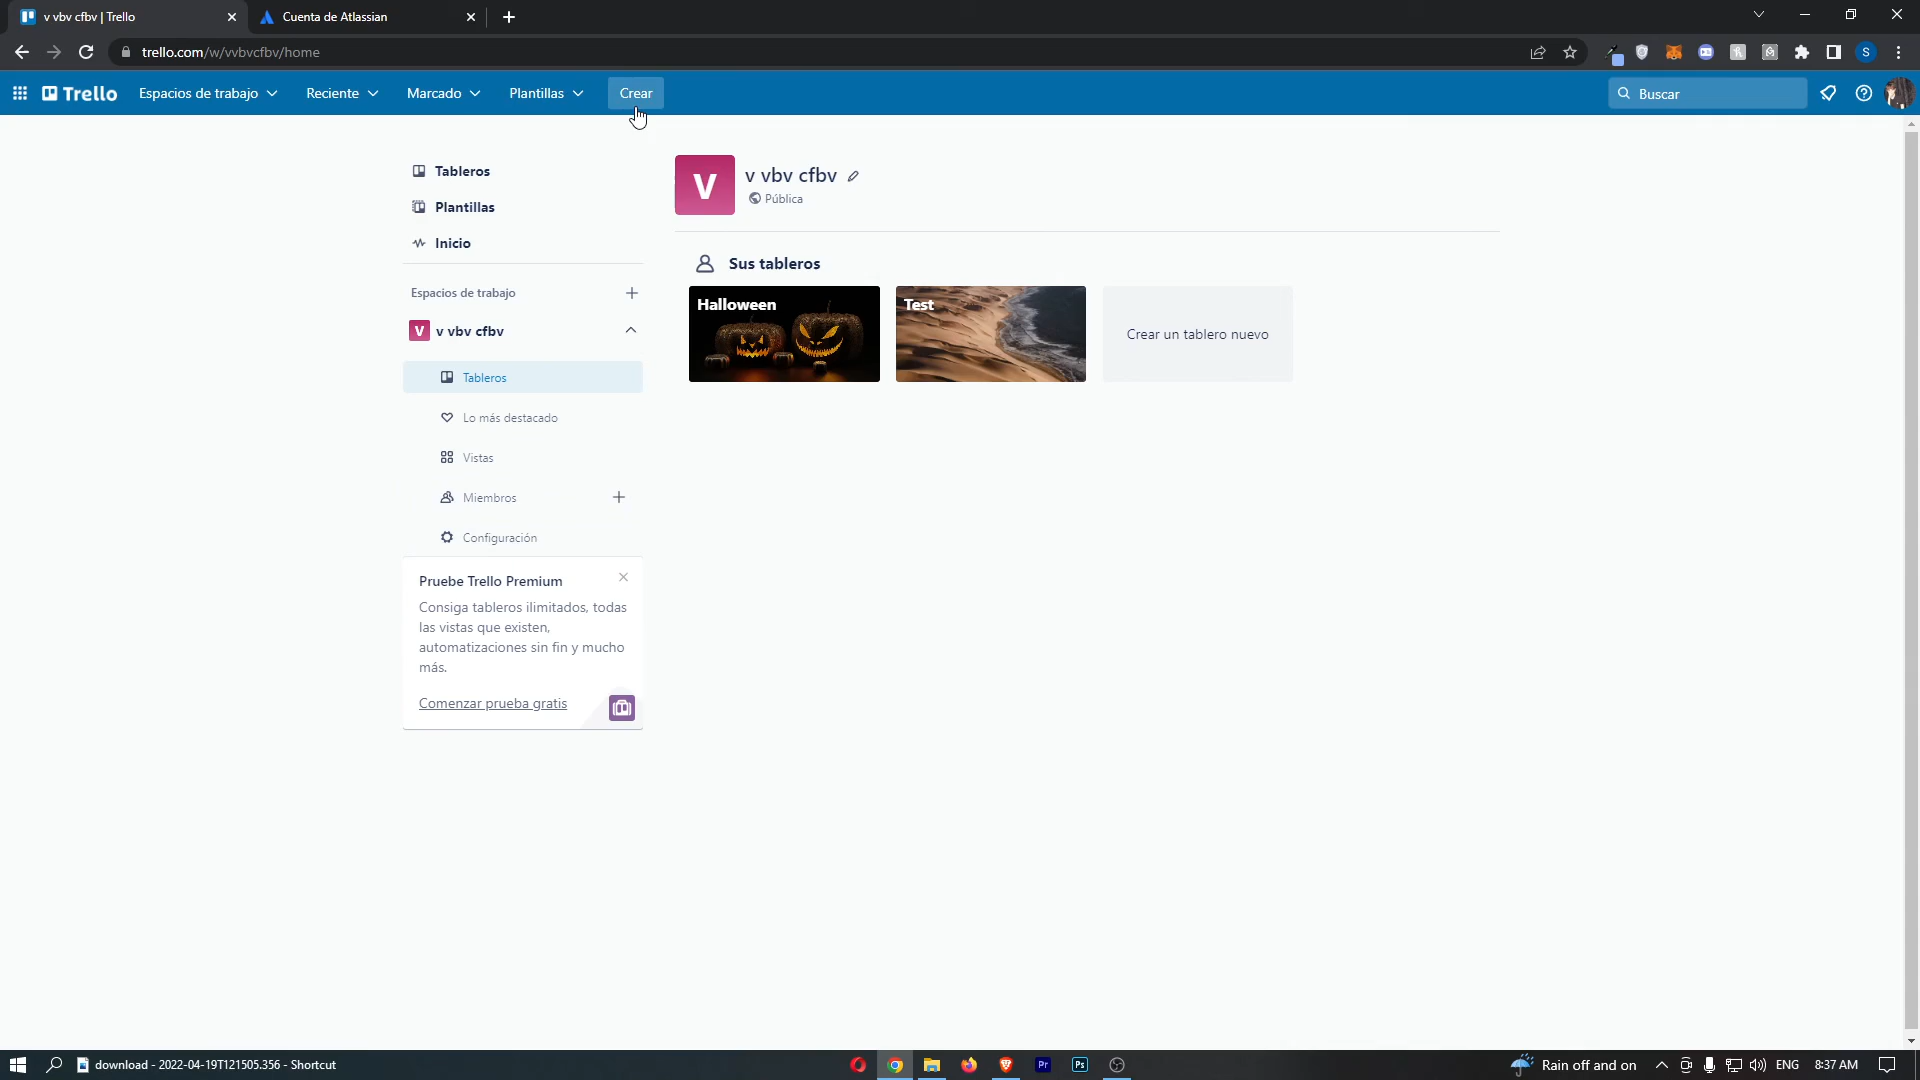 v vbv cfbv | Trello
Cuenta de Atlassian
trello.com/w/vvbvcfbv/home
S
Trello
Espacios de trabajo
Reciente
Marcado
Plantillas
Crear
Buscar
Tableros
Plantillas
Inicio
Espacios de trabajo
V
v vbv cfbv
Tableros
Lo más destacado
Vistas
Miembros
Configuración
Pruebe Trello Premium
Consiga tableros ilimitados, todas
las vistas que existen,
automatizaciones sin fin y mucho
más.
Comenzar prueba gratis
V
v vbv cfbv
Pública
Sus tableros
Halloween
Test
Crear un tablero nuevo
download - 2022-04-19T121505.356 - Shortcut
Pr
Ps
Rain off and on
ENG
8:37 AM